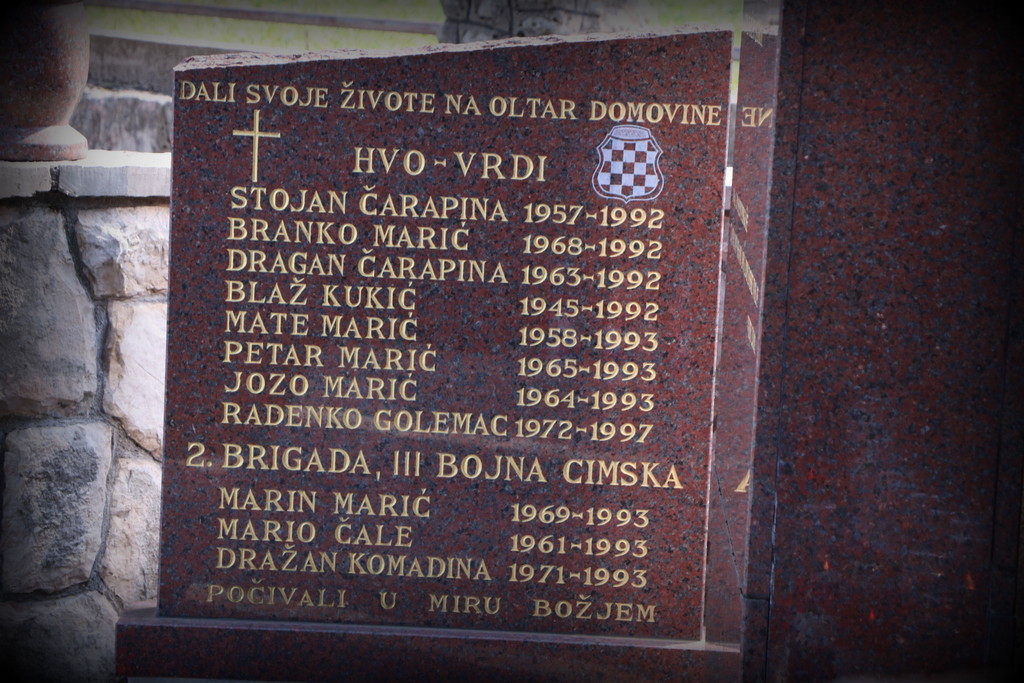 DALI SVOJE ŽIVOTE NA OLTAR DOMOVINE
HVO-VRDI
STOJAN ČARAPINA 1957-1992
BRANKO MARIĆ 1968-1992
DRAGAN ČARAPINA 1963-1992
BLAŽ KUKIĆ 1945-1992
MATE MARIĆ 1958-1993
PETAR MARIĆ 1965-1993
JOZO MARIĆ 1964-1993
RADENKO GOLEMAC 1972-1997
2. BRIGADA, III BOJNA CIMSKA
MARIN MARIĆ 1969-1993
MARIO ČALE 1961-1993
DRAŽAN KOMADINA 1971-1993
POČIVALI U MIRU BOŽJEM